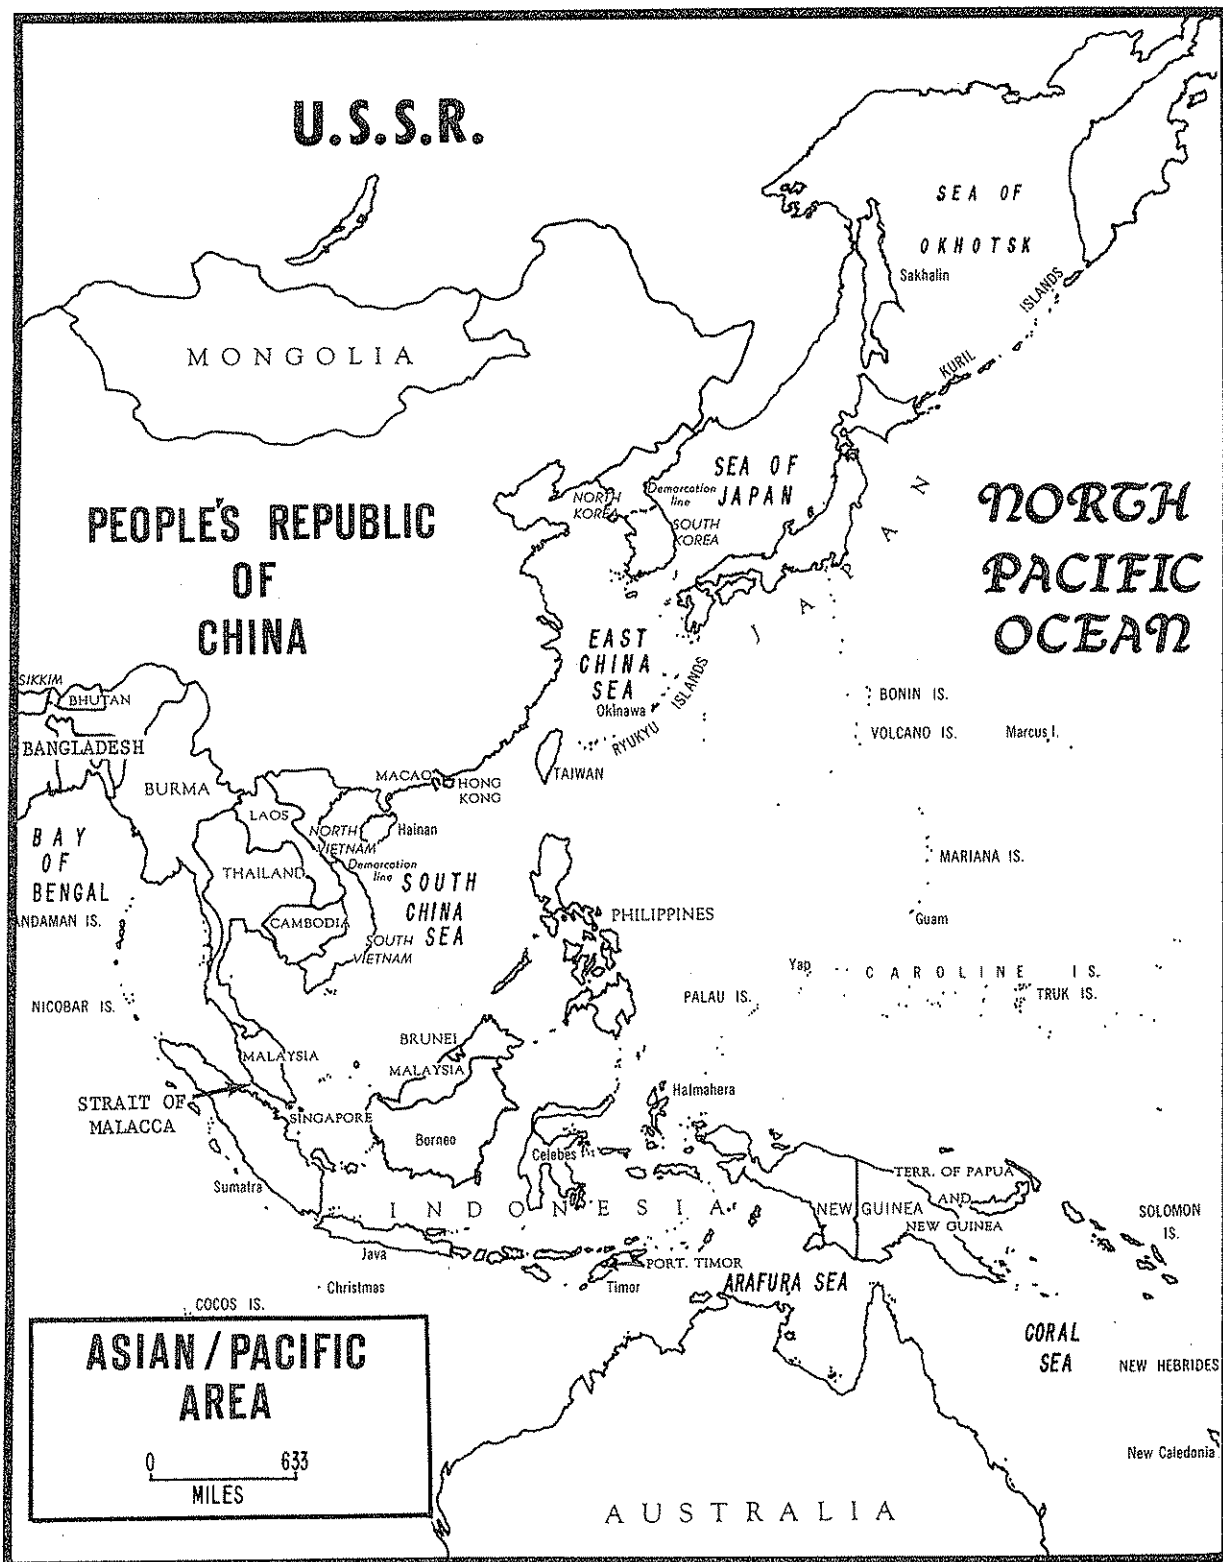 U.S.S.R.
SEA OF
OKHOTSK
Sakhalin
KURIL
ISLANDS
MONGOLIA
SEA OF
JAPAN
NORTH
KOREA
Demarcation
line
SOUTH
KOREA
JAPAN
NORTH
PACIFIC
OCEAN
PEOPLE'S REPUBLIC
OF
CHINA
EAST
CHINA
SEA
Okinawa
RYUKYU
ISLANDS
SIKKIM
BHUTAN
BANGLADESH
BONIN IS.
VOLCANO IS.
Marcus I.
BURMA
MACAO
HONG
KONG
TAIWAN
LAOS
NORTH
VIETNAM
Hainan
Demarcation
line
BAY
OF
BENGAL
THAILAND
SOUTH
CHINA
SEA
MARIANA IS.
ANDAMAN IS.
CAMBODIA
SOUTH
VIETNAM
PHILIPPINES
Guam
NICOBAR IS.
Yap
CAROLINE IS.
PALAU IS.
TRUK IS.
BRUNEI
MALAYSIA
MALAYSIA
STRAIT OF
MALACCA
SINGAPORE
Halmahera
Borneo
Celebes
Sumatra
INDONESIA
TERR. OF PAPUA
AND
NEW GUINEA
NEW GUINEA
SOLOMON
IS.
Java
PORT. TIMOR
Timor
Christmas
COCOS IS.
ARAFURA SEA
CORAL
SEA
NEW HEBRIDES
New Caledonia
ASIAN/PACIFIC
AREA
0 633
MILES
AUSTRALIA